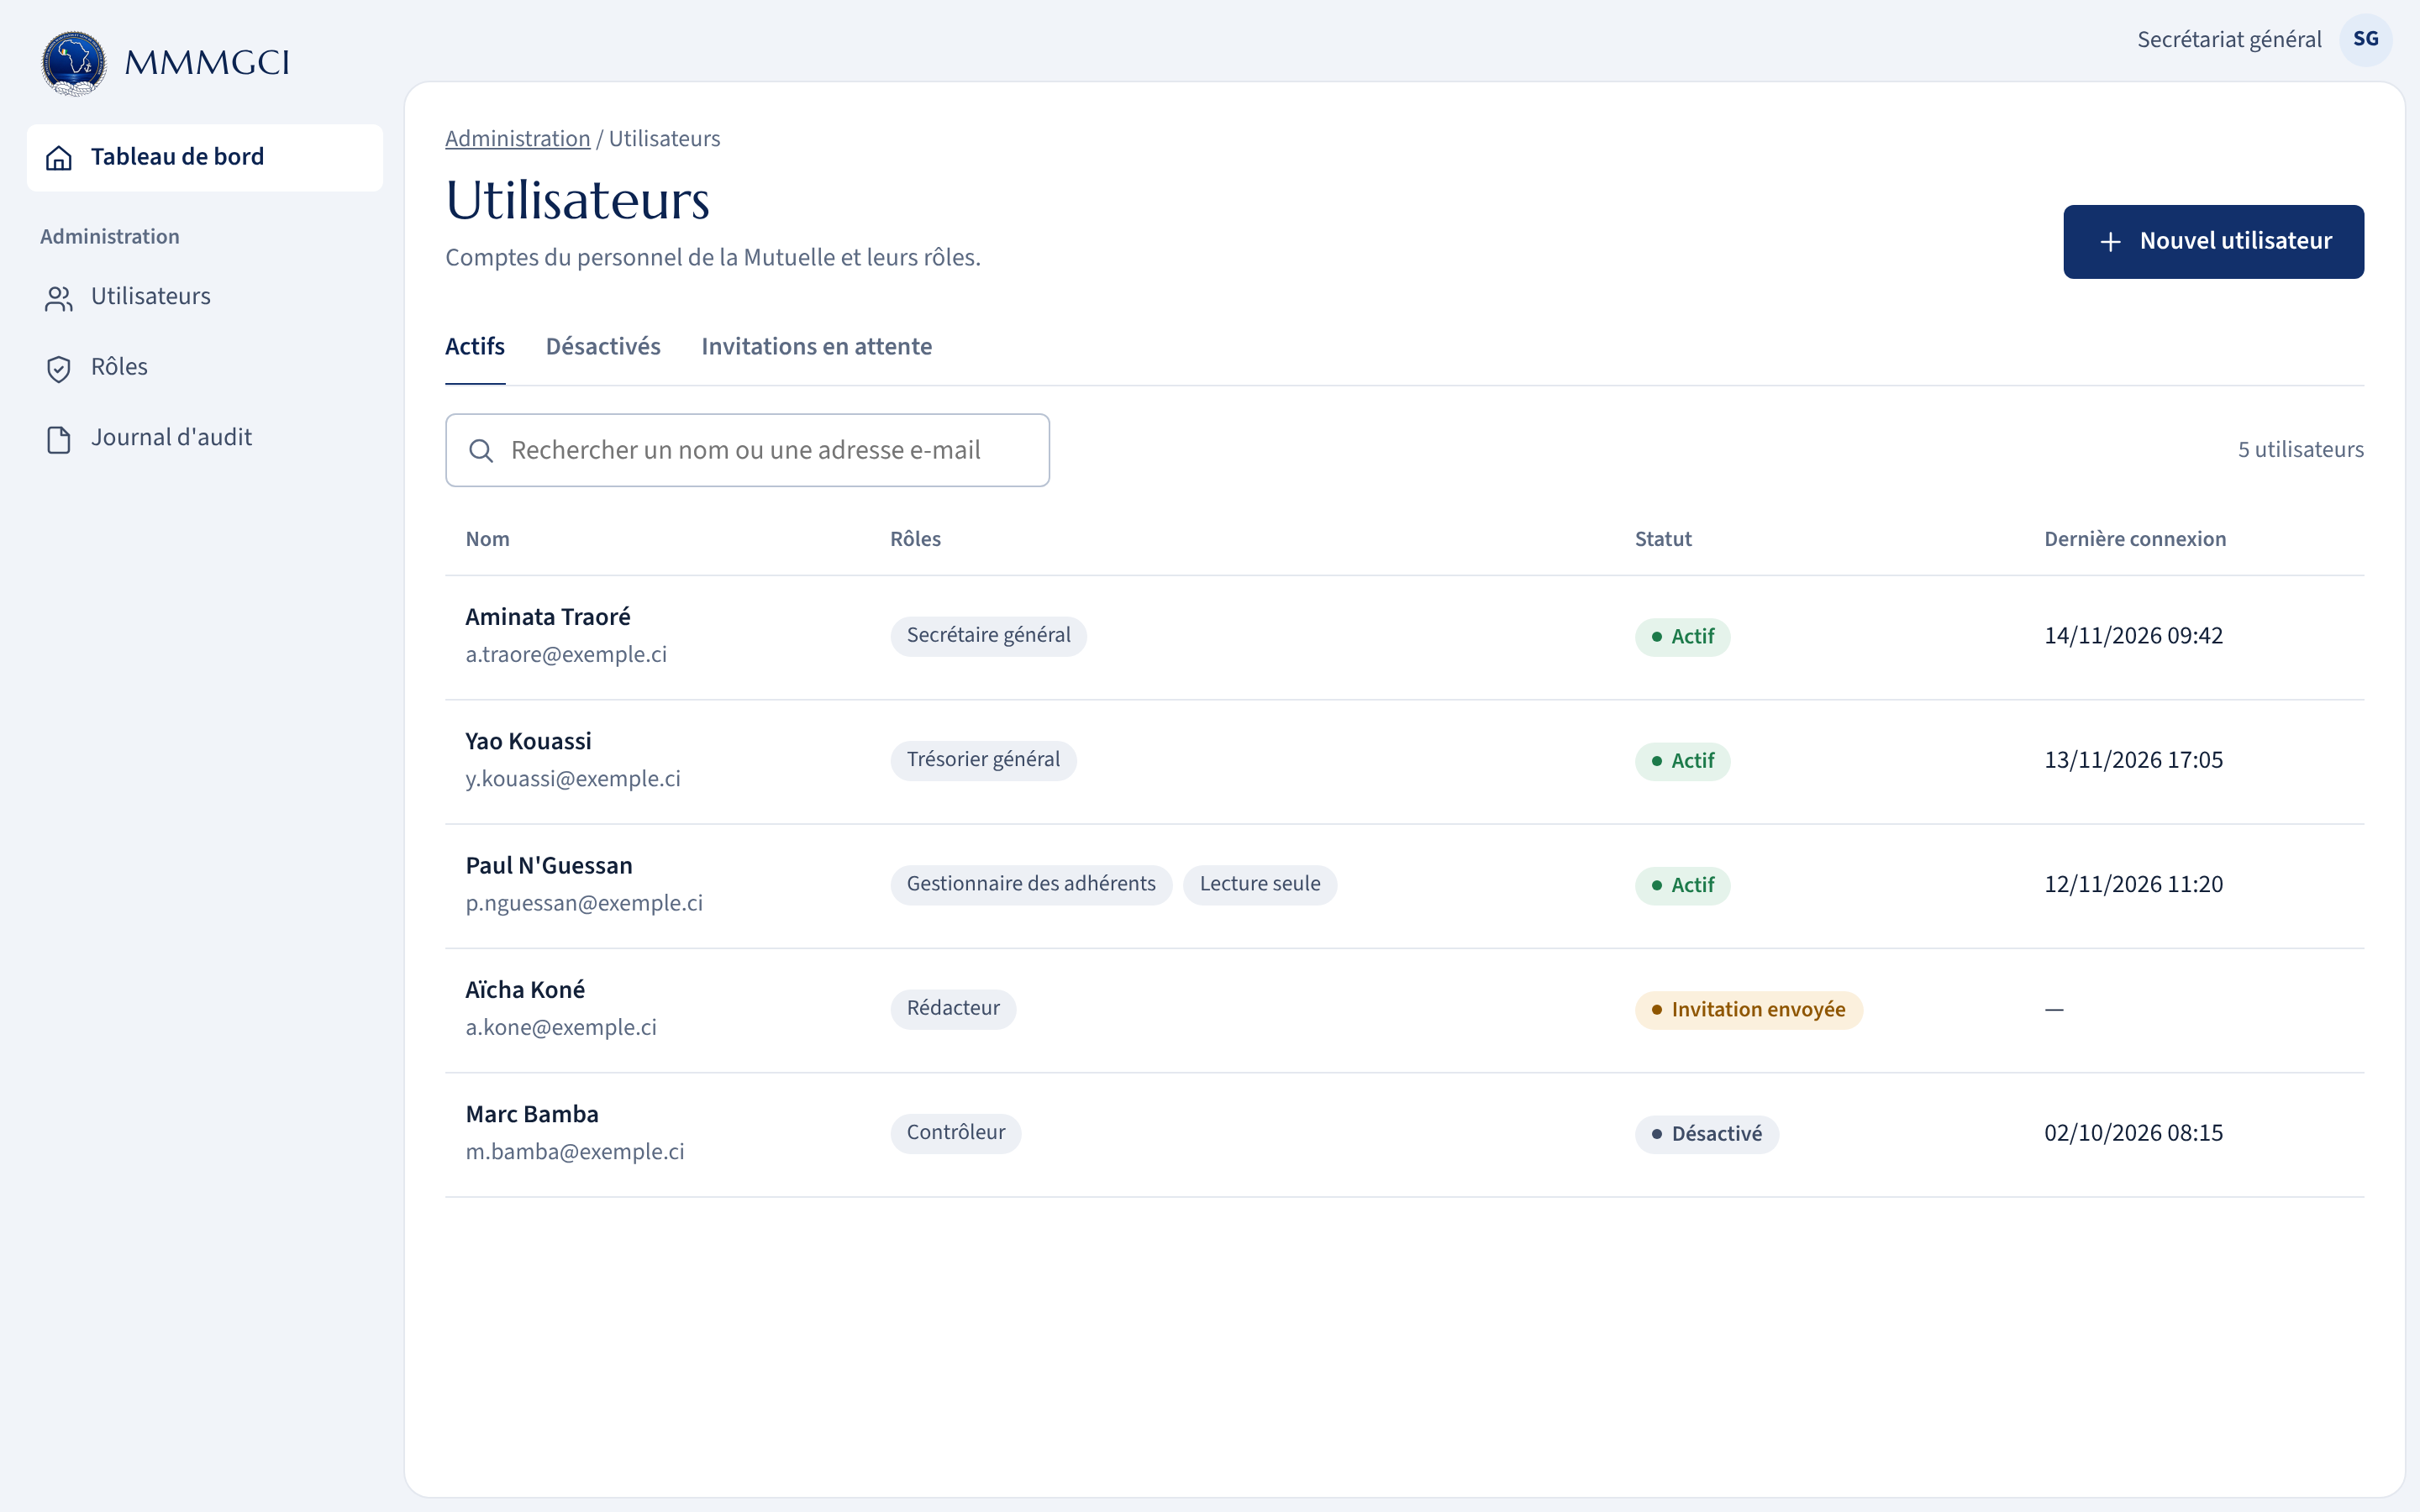 MMMGCI
Secrétariat général SG
Tableau de bord
Administration
Utilisateurs
Rôles
Journal d'audit
Administration / Utilisateurs
Utilisateurs
Comptes du personnel de la Mutuelle et leurs rôles.
Nouvel utilisateur
Actifs Désactivés Invitations en attente
Rechercher un nom ou une adresse e-mail
5 utilisateurs
Nom Rôles Statut Dernière connexion
Aminata Traoré
a.traore@exemple.ci
Secrétaire général Actif 14/11/2026 09:42
Yao Kouassi
y.kouassi@exemple.ci
Trésorier général Actif 13/11/2026 17:05
Paul N'Guessan
p.nguessan@exemple.ci
Gestionnaire des adhérents Lecture seule Actif 12/11/2026 11:20
Aïcha Koné
a.kone@exemple.ci
Rédacteur Invitation envoyée —
Marc Bamba
m.bamba@exemple.ci
Contrôleur Désactivé 02/10/2026 08:15